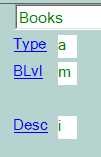 Books
Type a
BLvl m
Desc i